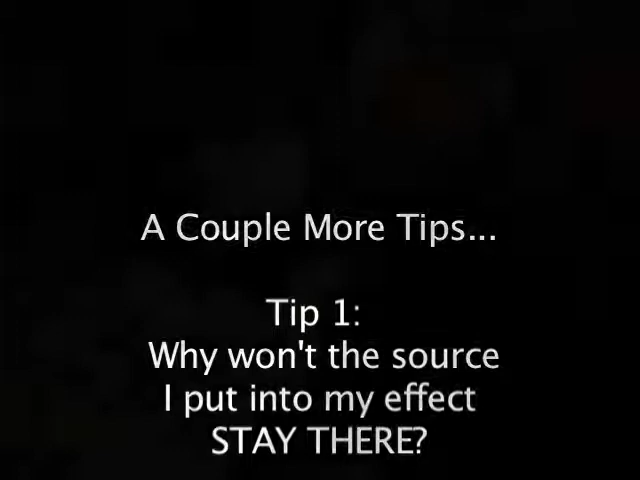 A Couple More Tips...
Tip 1:
Why won't the source
I put into my effect
STAY THERE?